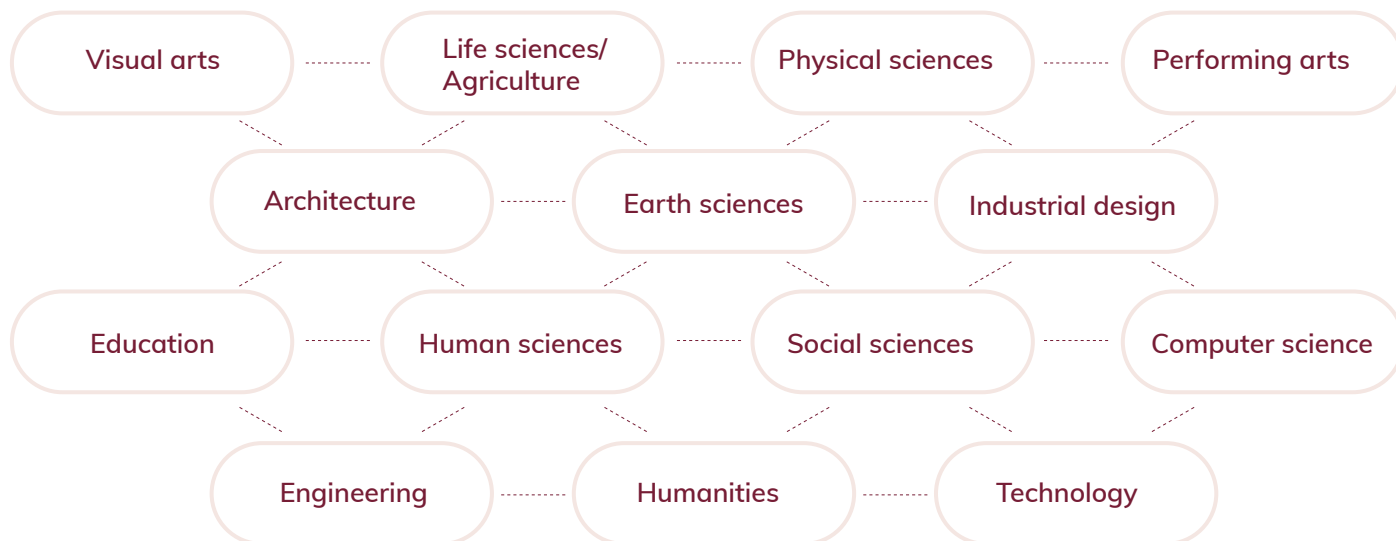 Visual arts
Life sciences/
Agriculture
Physical sciences
Performing arts
Architecture
Earth sciences
Industrial design
Education
Human sciences
Social sciences
Computer science
Engineering
Humanities
Technology